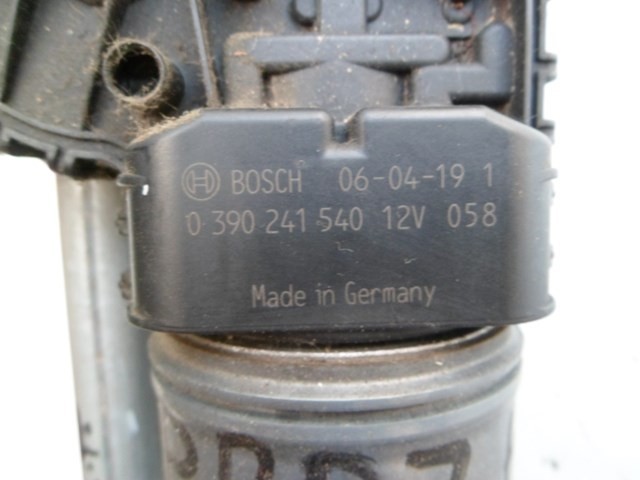 BOSCH 06-04-19 1
0 390 241 540 12V 058
Made in Germany